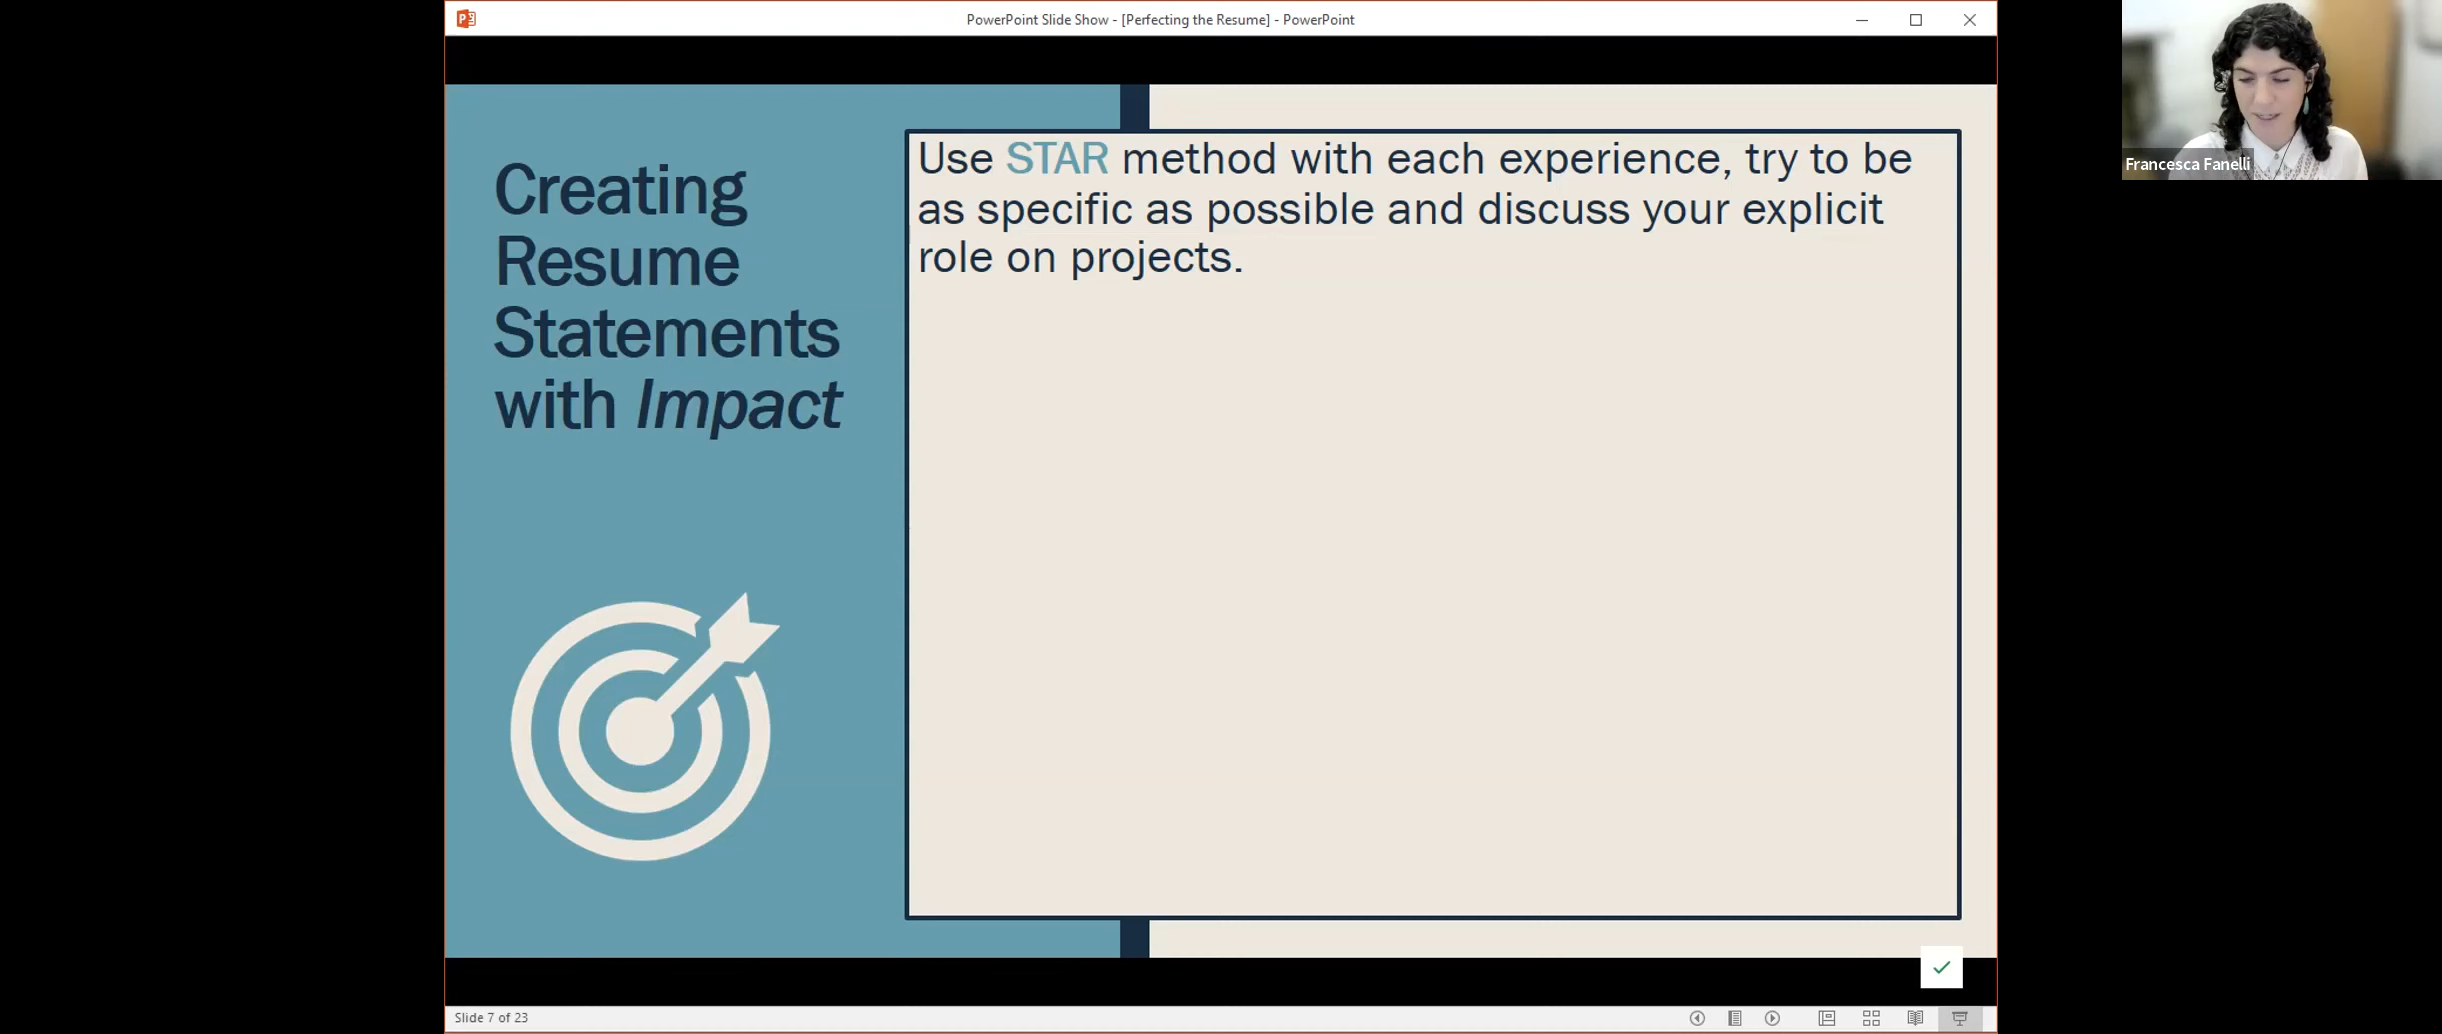 PowerPoint Slide Show - [Perfecting the Resume] - PowerPoint
Francesca Fanelli
Creating
Resume
Statements
with Impact
Use STAR method with each experience, try to be
as specific as possible and discuss your explicit
role on projects.
Slide 7 of 23